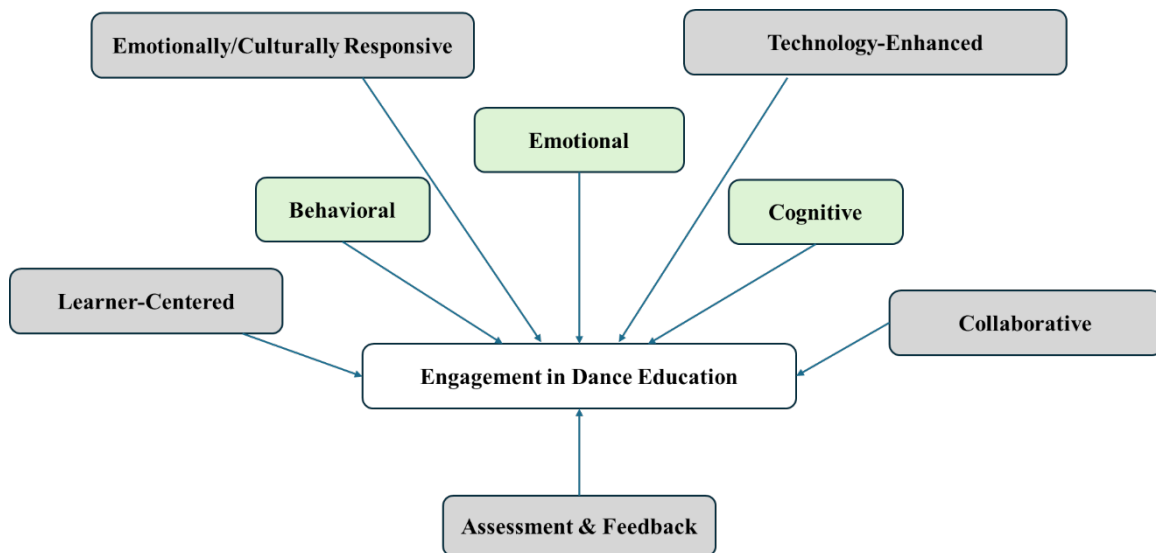 Emotionally/Culturally Responsive
Technology-Enhanced
Emotional
Behavioral
Cognitive
Learner-Centered
Collaborative
Engagement in Dance Education
Assessment & Feedback